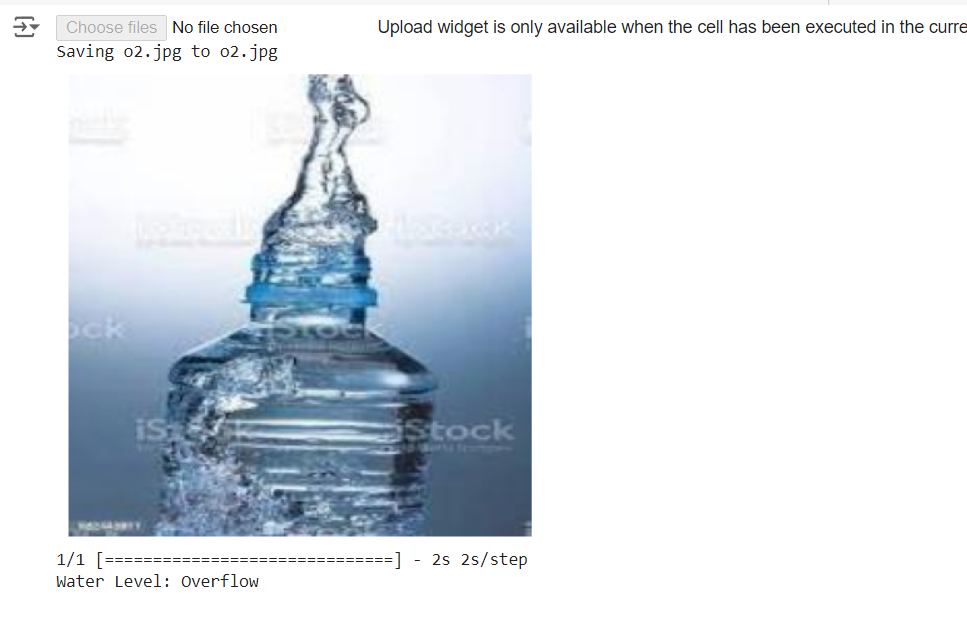 Choose files No file chosen Upload widget is only available when the cell has been executed in the curre
Saving o2.jpg to o2.jpg
iStock
ock
iStock
iStock
iStock
1/1 [==============================] - 2s 2s/step
Water Level: Overflow